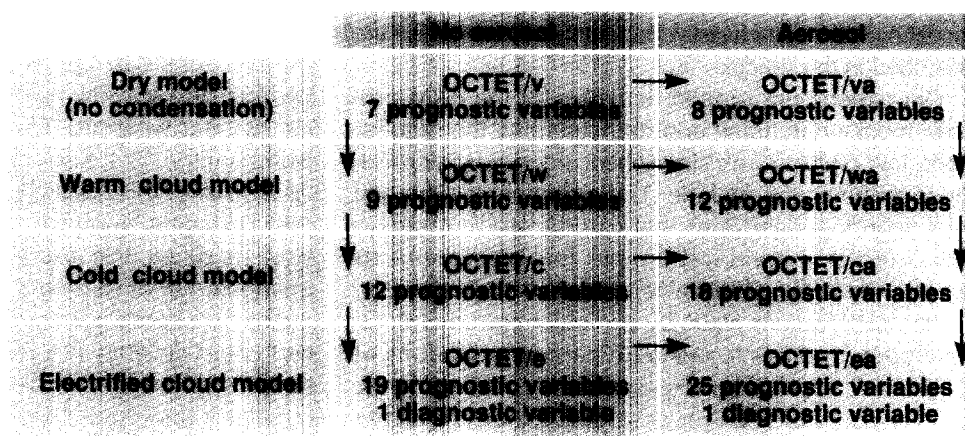 No aerosol Aerosol
Dry model
(no condensation)
OCTET/v
7 prognostic variables
OCTET/va
8 prognostic variables
Warm cloud model
OCTET/w
9 prognostic variables
OCTET/wa
12 prognostic variables
Cold cloud model
OCTET/c
12 prognostic variables
OCTET/ca
18 prognostic variables
Electrified cloud model
OCTET/e
19 prognostic variables
1 diagnostic variable
OCTET/ea
25 prognostic variables
1 diagnostic variable